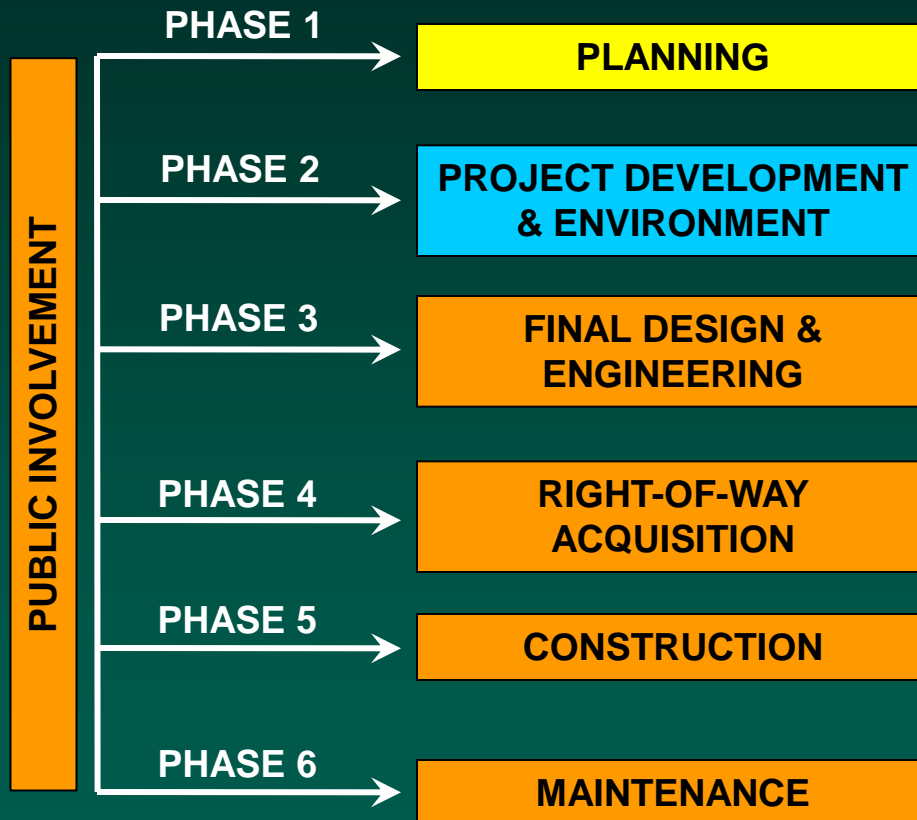 PUBLIC INVOLVEMENT
PHASE 1
PLANNING
PHASE 2
PROJECT DEVELOPMENT
& ENVIRONMENT
PHASE 3
FINAL DESIGN &
ENGINEERING
PHASE 4
RIGHT-OF-WAY
ACQUISITION
PHASE 5
CONSTRUCTION
PHASE 6
MAINTENANCE